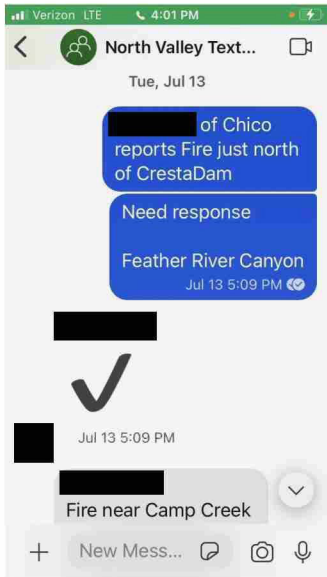 Verizon LTE 4:01 PM
North Valley Text...
Tue, Jul 13
of Chico
reports Fire just north
of CrestaDam
Need response
Feather River Canyon
Jul 13 5:09 PM
Jul 13 5:09 PM
Fire near Camp Creek
New Mess...